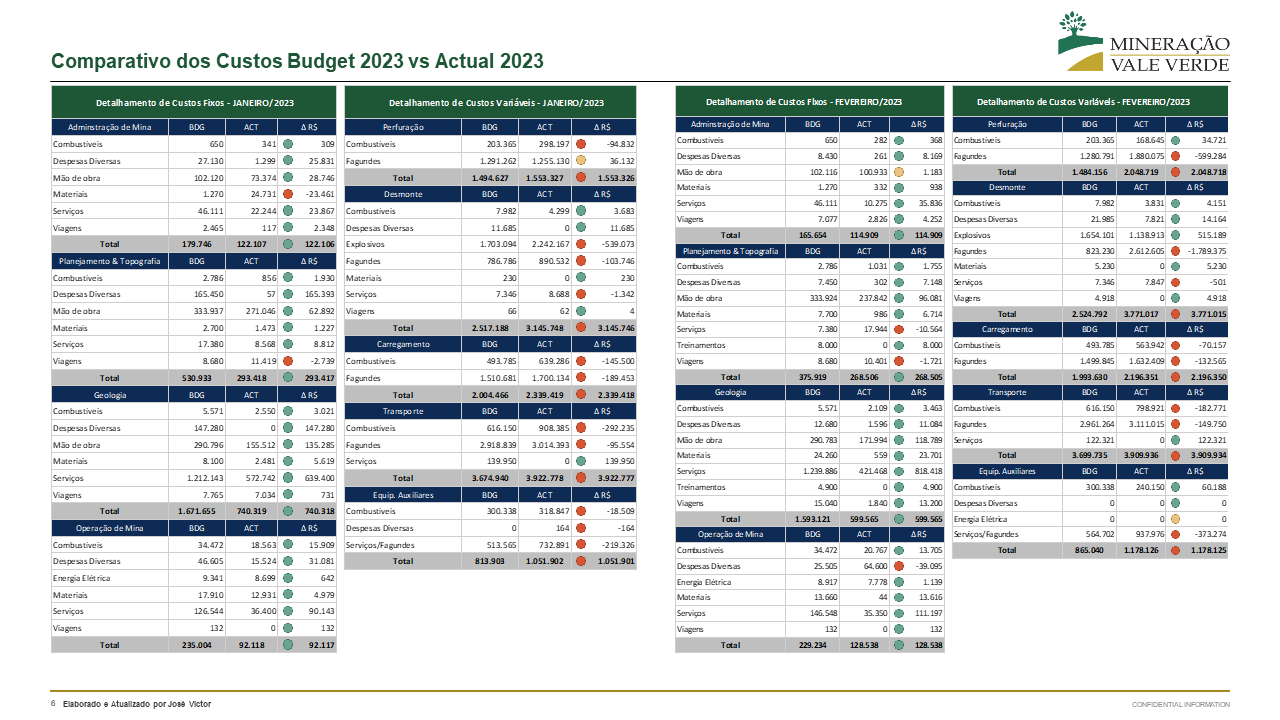 Comparativo dos Custos Budget 2023 vs Actual 2023
MINERAÇÃO
VALE VERDE
Detalhamento de Custos Fixos - JANEIRO/2023
Adminstração de Mina BDG ACT Δ R$
Combustíveis 650 341 309
Despesas Diversas 27.130 1.299 25.831
Mão de obra 102.120 73.374 28.746
Materiais 1.270 24.731 -23.461
Serviços 46.111 22.244 23.867
Viagens 2.465 117 2.348
Total 179.746 122.107 122.106
Planejamento & Topografia BDG ACT Δ R$
Combustíveis 2.786 856 1.930
Despesas Diversas 165.450 57 165.393
Mão de obra 333.937 271.046 62.892
Materiais 2.700 1.473 1.227
Serviços 17.380 8.568 8.812
Viagens 8.680 11.419 -2.739
Total 530.933 293.418 293.417
Geologia BDG ACT Δ R$
Combustíveis 5.571 2.550 3.021
Despesas Diversas 147.280 0 147.280
Mão de obra 290.796 155.512 135.285
Materiais 8.100 2.481 5.619
Serviços 1.212.143 572.742 639.400
Viagens 7.765 7.034 731
Total 1.671.655 740.319 740.318
Operação de Mina BDG ACT Δ R$
Combustíveis 34.472 18.563 15.909
Despesas Diversas 46.605 15.524 31.081
Energia Elétrica 9.341 8.699 642
Materiais 17.910 12.931 4.979
Serviços 126.544 36.400 90.143
Viagens 132 0 132
Total 235.004 92.118 92.117
Detalhamento de Custos Variáveis - JANEIRO/2023
Perfuração BDG ACT Δ R$
Combustíveis 203.365 298.197 -94.832
Fagundes 1.291.262 1.255.130 36.132
Total 1.494.627 1.553.327 1.553.326
Desmonte BDG ACT Δ R$
Combustíveis 7.982 4.299 3.683
Despesas Diversas 11.685 0 11.685
Explosivos 1.703.094 2.242.167 -539.073
Fagundes 786.786 890.532 -103.746
Materiais 230 0 230
Serviços 7.346 8.688 -1.342
Viagens 66 62 4
Total 2.517.188 3.145.748 3.145.746
Carregamento BDG ACT Δ R$
Combustíveis 493.785 639.286 -145.500
Fagundes 1.510.681 1.700.134 -189.453
Total 2.004.466 2.339.419 2.339.418
Transporte BDG ACT Δ R$
Combustíveis 616.150 908.385 -292.235
Fagundes 2.918.839 3.014.393 -95.554
Serviços 139.950 0 139.950
Total 3.674.940 3.922.778 3.922.777
Equip. Auxiliares BDG ACT Δ R$
Combustíveis 300.338 318.847 -18.509
Despesas Diversas 0 164 -164
Serviços/Fagundes 513.565 732.891 -219.326
Total 813.903 1.051.902 1.051.901
Detalhamento de Custos Fixos - FEVEREIRO/2023
Adminstração de Mina BDG ACT Δ R$
Combustíveis 650 282 368
Despesas Diversas 8.430 261 8.169
Mão de obra 102.116 100.933 1.183
Materiais 1.270 332 938
Serviços 46.111 10.275 35.836
Viagens 7.077 2.826 4.252
Total 165.654 114.909 114.909
Planejamento & Topografia BDG ACT Δ R$
Combustíveis 2.786 1.031 1.755
Despesas Diversas 7.450 302 7.148
Mão de obra 333.924 237.842 96.081
Materiais 7.700 986 6.714
Serviços 7.380 17.944 -10.564
Treinamentos 8.000 0 8.000
Viagens 8.680 10.401 -1.721
Total 375.919 268.506 268.505
Geologia BDG ACT Δ R$
Combustíveis 5.571 2.109 3.463
Despesas Diversas 12.680 1.596 11.084
Mão de obra 290.783 171.994 118.789
Materiais 24.260 559 23.701
Serviços 1.239.886 421.468 818.418
Treinamentos 4.900 0 4.900
Viagens 15.040 1.840 13.200
Total 1.593.121 599.565 599.565
Operação de Mina BDG ACT Δ R$
Combustíveis 34.472 20.767 13.705
Despesas Diversas 25.505 64.600 -39.095
Energia Elétrica 8.917 7.778 1.139
Materiais 13.660 44 13.616
Serviços 146.548 35.350 111.197
Viagens 132 0 132
Total 229.234 128.538 128.538
Detalhamento de Custos Variáveis - FEVEREIRO/2023
Perfuração BDG ACT Δ R$
Combustíveis 203.365 168.645 34.721
Fagundes 1.280.791 1.880.075 -599.284
Total 1.484.156 2.048.719 2.048.718
Desmonte BDG ACT Δ R$
Combustíveis 7.982 3.831 4.151
Despesas Diversas 21.985 7.821 14.164
Explosivos 1.654.101 1.138.913 515.189
Fagundes 823.230 2.612.605 -1.789.375
Materiais 5.230 0 5.230
Serviços 7.346 7.847 -501
Viagens 4.918 0 4.918
Total 2.524.792 3.771.017 3.771.015
Carregamento BDG ACT Δ R$
Combustíveis 493.785 563.942 -70.157
Fagundes 1.499.845 1.632.409 -132.565
Total 1.993.630 2.196.351 2.196.350
Transporte BDG ACT Δ R$
Combustíveis 616.150 798.921 -182.771
Fagundes 2.961.264 3.111.015 -149.750
Serviços 122.321 0 122.321
Total 3.699.735 3.909.936 3.909.934
Equip. Auxiliares BDG ACT Δ R$
Combustíveis 300.338 240.150 60.188
Despesas Diversas 0 0 0
Energia Elétrica 0 0 0
Serviços/Fagundes 564.702 937.976 -373.274
Total 865.040 1.178.126 1.178.125
6 Elaborado e Atualizado por José Victor
CONFIDENTIAL INFORMATION